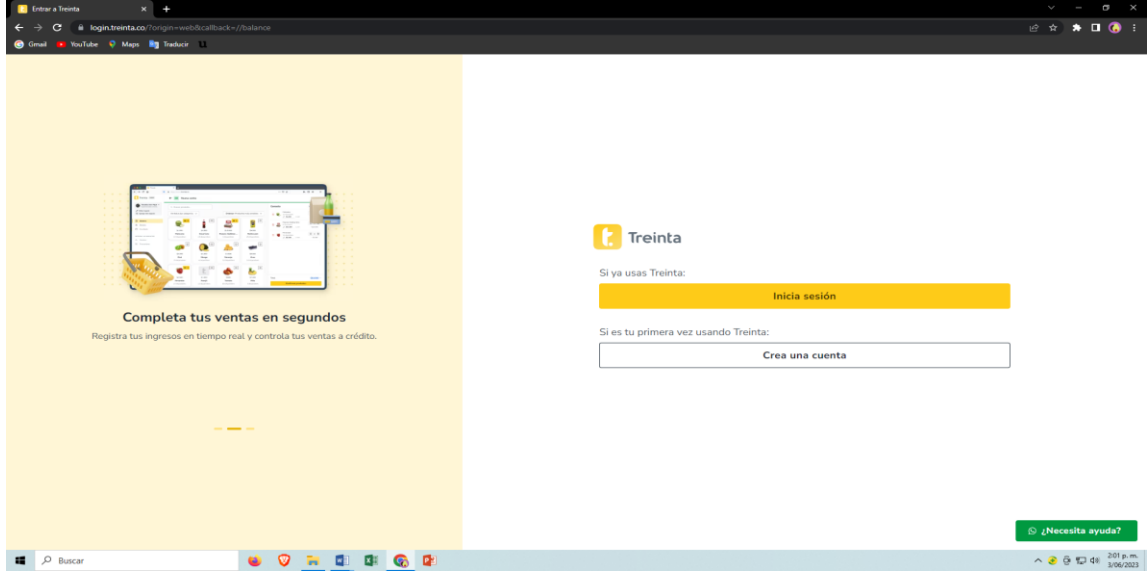 Entrar a Treinta
login.treinta.co/?origin=web&callback=//balance
Gmail YouTube Maps Traducir
Completa tus ventas en segundos
Registra tus ingresos en tiempo real y controla tus ventas a crédito.
Treinta
Si ya usas Treinta:
Inicia sesión
Si es tu primera vez usando Treinta:
Crea una cuenta
¿Necesita ayuda?
Buscar
2:01 p. m.
3/06/2023